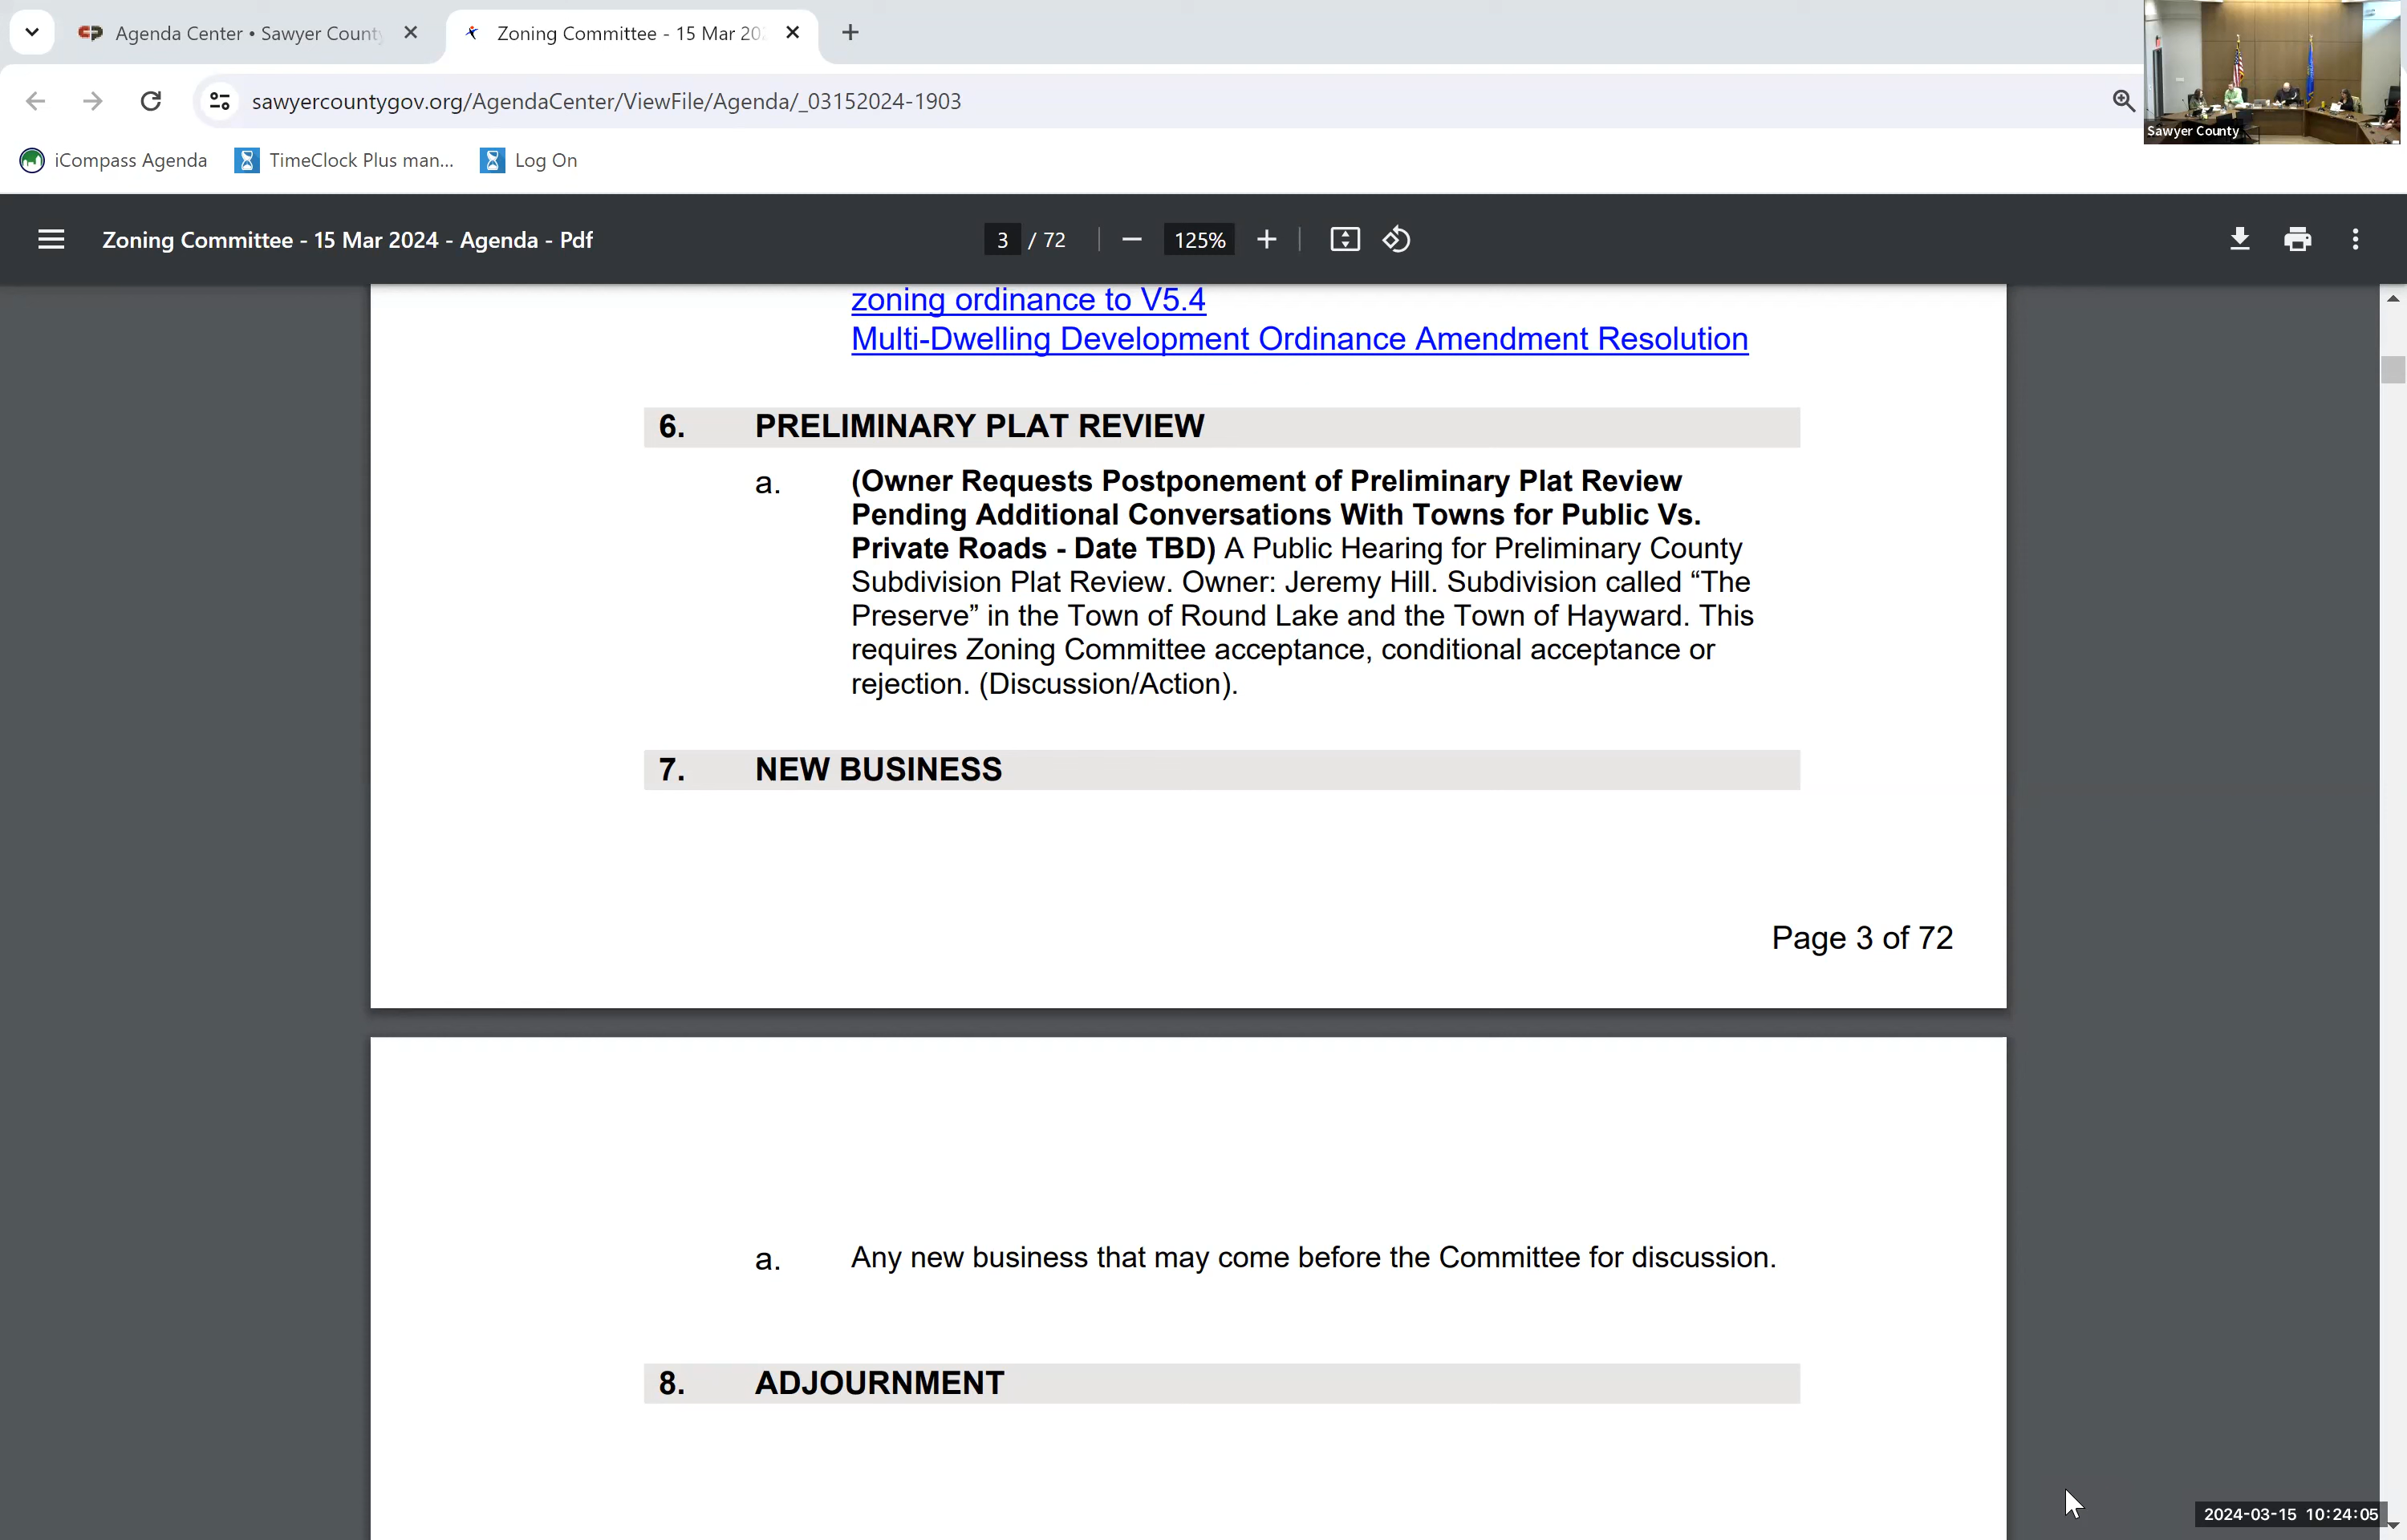 Agenda Center • Sawyer County
Zoning Committee - 15 Mar 20
sawyercountygov.org/AgendaCenter/ViewFile/Agenda/_03152024-1903
Sawyer County
iCompass Agenda
TimeClock Plus man...
Log On
Zoning Committee - 15 Mar 2024 - Agenda - Pdf
3 / 72
125%
zoning ordinance to V5.4
Multi-Dwelling Development Ordinance Amendment Resolution
6. PRELIMINARY PLAT REVIEW
a. (Owner Requests Postponement of Preliminary Plat Review
Pending Additional Conversations With Towns for Public Vs.
Private Roads - Date TBD) A Public Hearing for Preliminary County
Subdivision Plat Review. Owner: Jeremy Hill. Subdivision called “The
Preserve” in the Town of Round Lake and the Town of Hayward. This
requires Zoning Committee acceptance, conditional acceptance or
rejection. (Discussion/Action).
7. NEW BUSINESS
Page 3 of 72
a. Any new business that may come before the Committee for discussion.
8. ADJOURNMENT
2024-03-15 10:24:05